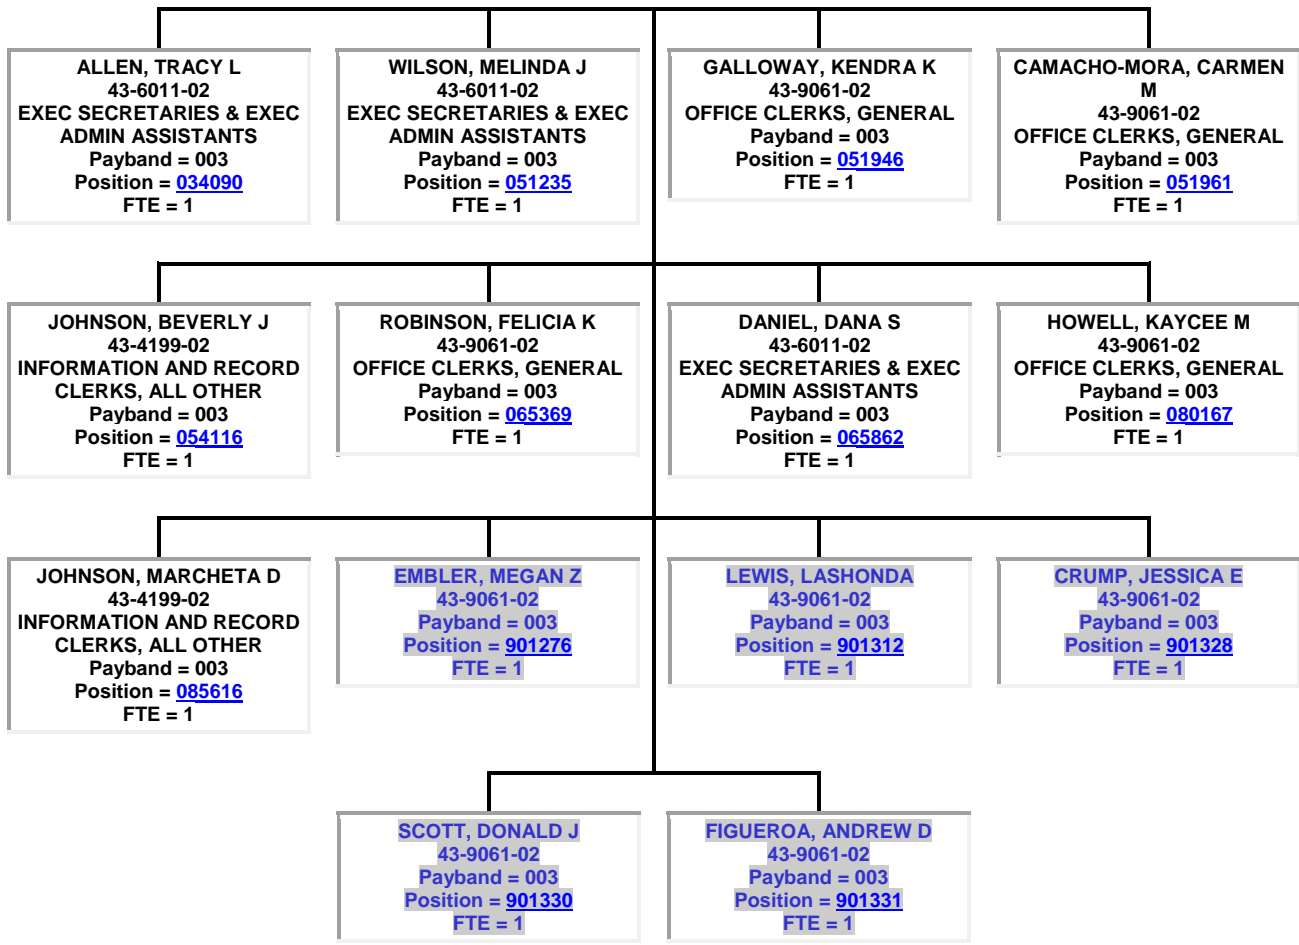 ALLEN, TRACY L
43-6011-02
EXEC SECRETARIES & EXEC
ADMIN ASSISTANTS
Payband = 003
Position = 034090
FTE = 1
WILSON, MELINDA J
43-6011-02
EXEC SECRETARIES & EXEC
ADMIN ASSISTANTS
Payband = 003
Position = 051235
FTE = 1
GALLOWAY, KENDRA K
43-9061-02
OFFICE CLERKS, GENERAL
Payband = 003
Position = 051946
FTE = 1
CAMACHO-MORA, CARMEN
M
43-9061-02
OFFICE CLERKS, GENERAL
Payband = 003
Position = 051961
FTE = 1
JOHNSON, BEVERLY J
43-4199-02
INFORMATION AND RECORD
CLERKS, ALL OTHER
Payband = 003
Position = 054116
FTE = 1
ROBINSON, FELICIA K
43-9061-02
OFFICE CLERKS, GENERAL
Payband = 003
Position = 065369
FTE = 1
DANIEL, DANA S
43-6011-02
EXEC SECRETARIES & EXEC
ADMIN ASSISTANTS
Payband = 003
Position = 065862
FTE = 1
HOWELL, KAYCEE M
43-9061-02
OFFICE CLERKS, GENERAL
Payband = 003
Position = 080167
FTE = 1
JOHNSON, MARCHETA D
43-4199-02
INFORMATION AND RECORD
CLERKS, ALL OTHER
Payband = 003
Position = 085616
FTE = 1
EMBLER, MEGAN Z
43-9061-02
Payband = 003
Position = 901276
FTE = 1
LEWIS, LASHONDA
43-9061-02
Payband = 003
Position = 901312
FTE = 1
CRUMP, JESSICA E
43-9061-02
Payband = 003
Position = 901328
FTE = 1
SCOTT, DONALD J
43-9061-02
Payband = 003
Position = 901330
FTE = 1
FIGUEROA, ANDREW D
43-9061-02
Payband = 003
Position = 901331
FTE = 1